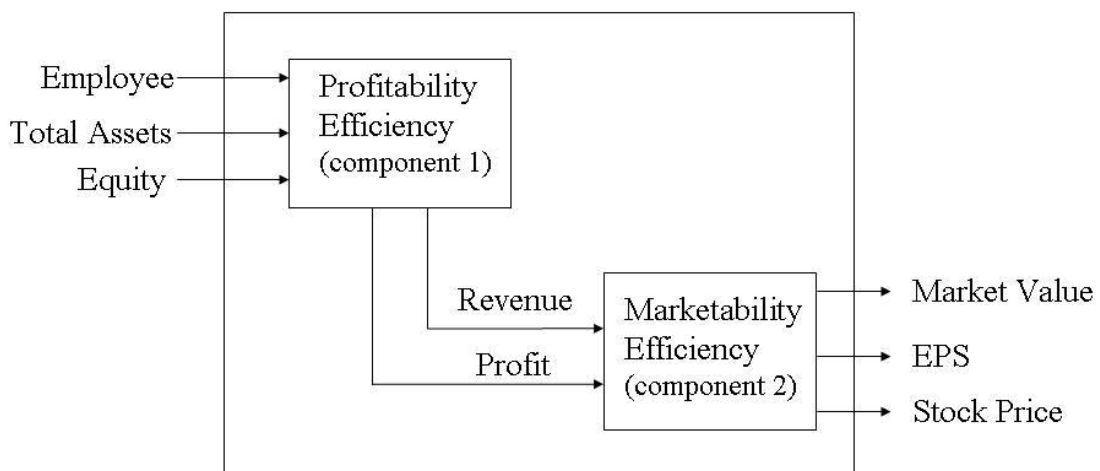 Employee
Total Assets
Equity
Profitability
Efficiency
(component 1)
Revenue
Profit
Marketability
Efficiency
(component 2)
Market Value
EPS
Stock Price